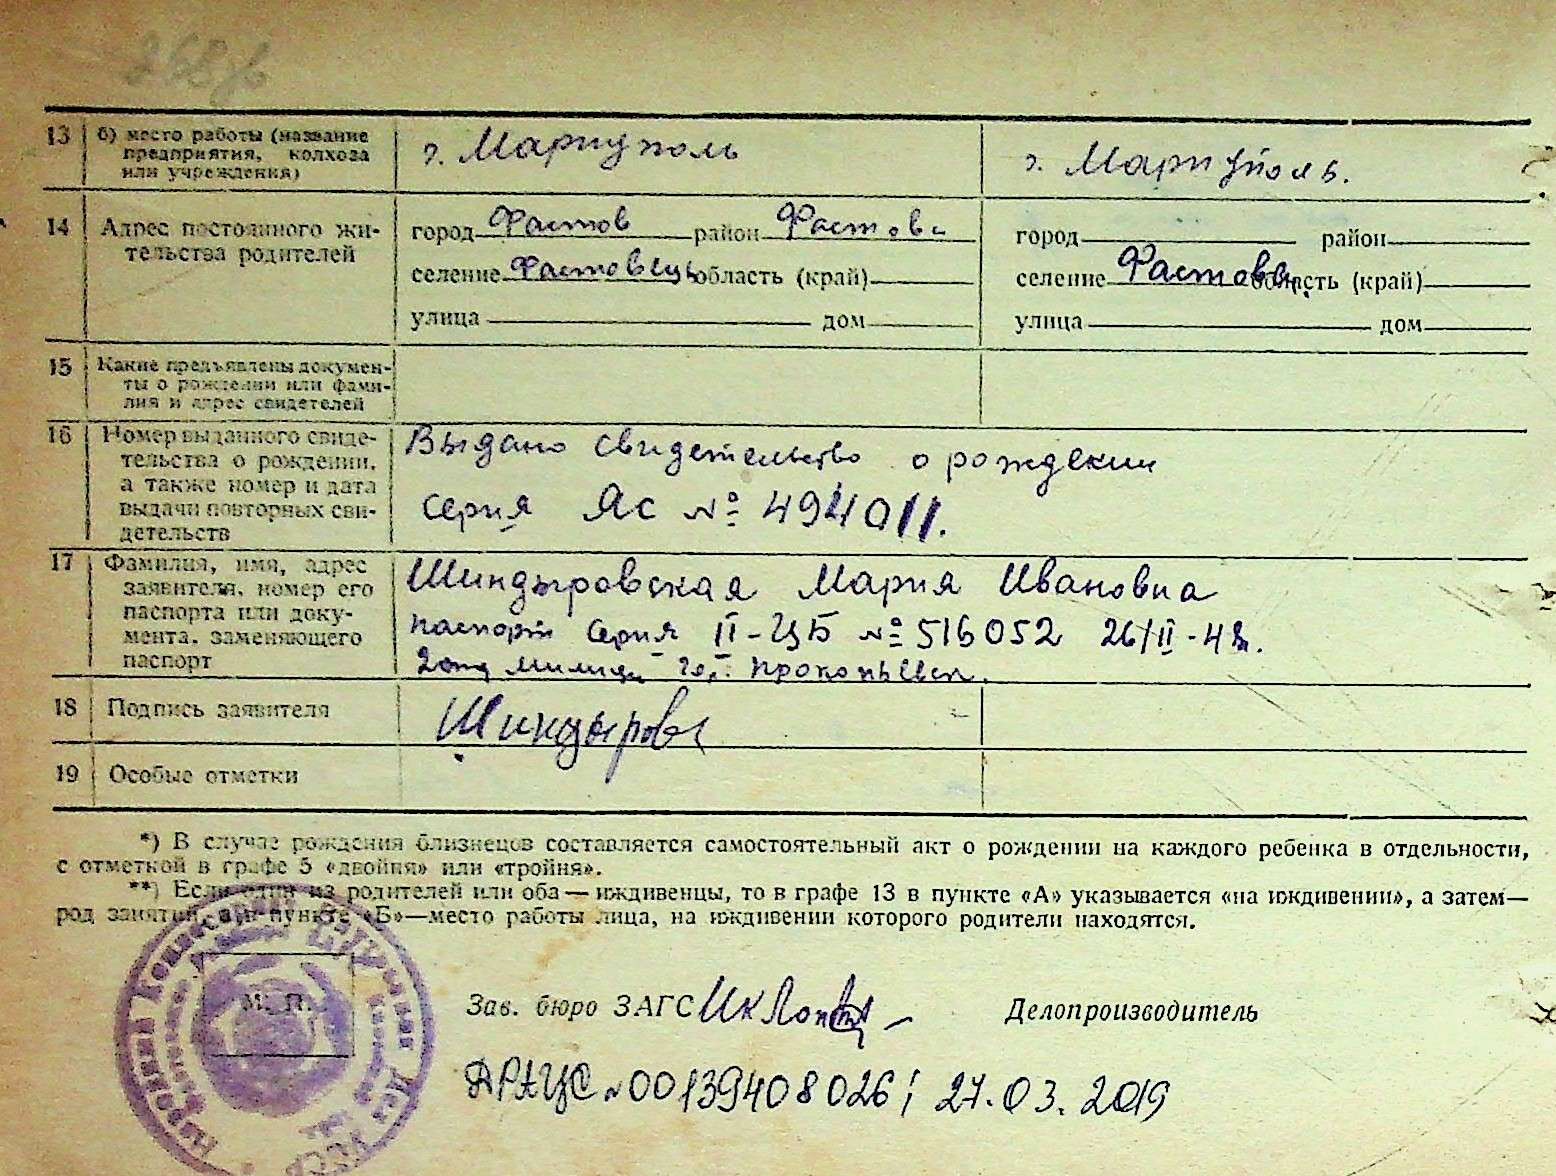 268
13 б) место работы (название предприятия, колхоза или учреждения) г. Мариуполь г. Мариуполь.
14 Адрес постоянного жительства родителей
город Фастов район Фастовс город район
селение Фастовець область (край) селение Фастовец область (край)
улица дом улица дом
15 Какие предъявлены документы о рождении или фамилия и адрес свидетелей
16 Номер выданного свидетельства о рождении, а также номер и дата выдачи повторных свидетельств
Выдано свидетельство о рождении
серия Яс № 494011.
17 Фамилия, имя, адрес заявителя, номер его паспорта или документа, заменяющего паспорт
Шиндыровская Мария Ивановна
паспорт серия II-ЦБ № 516052 26/II-
милиции гор. Прокопьевск.
18 Подпись заявителя Шиндыровс
19 Особые отметки
*) В случае рождения близнецов составляется самостоятельный акт о рождении на каждого ребенка в отдельности,
с отметкой в графе 5 «двойня» или «тройня».
**) Если один из родителей или оба — иждивенцы, то в графе 13 в пункте «А» указывается «на иждивении», а затем—
род занятий, а в пункте «Б»—место работы лица, на иждивении которого родители находятся.
М. П.
Зав. бюро ЗАГС Делопроизводитель
ДРАЦС № 00139408026; 27.03.2019